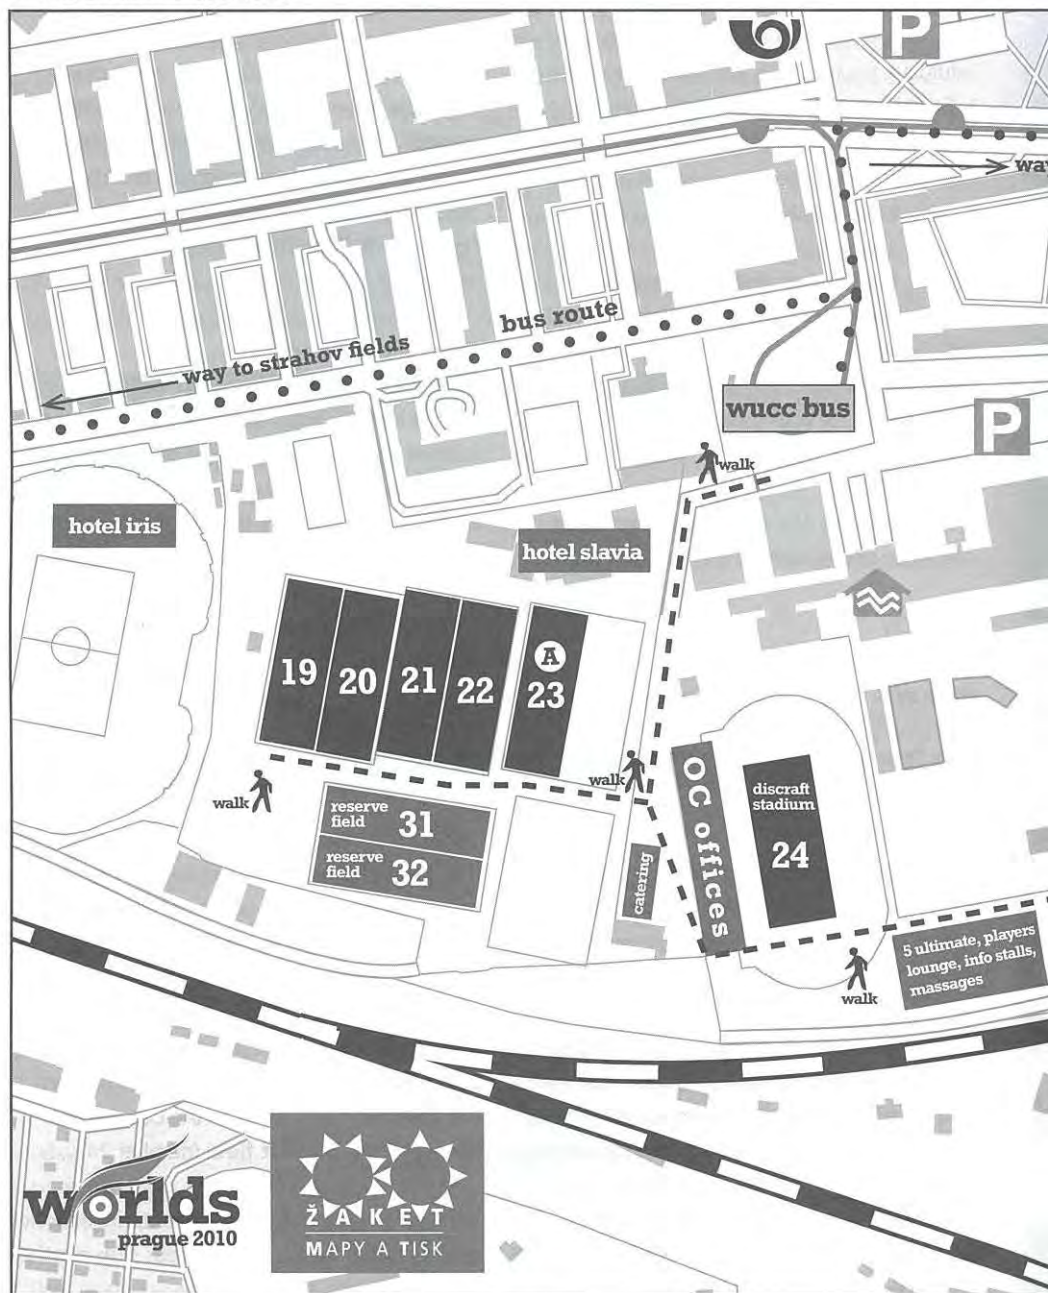 P
way
bus route
way to strahov fields
wucc bus
P
walk
hotel iris
hotel slavia
A
19
20
21
22
23
walk
walk
OC offices
discraft
stadium
24
reserve
field
31
reserve
field
32
catering
5 ultimate, players
lounge, info stalls,
massages
walk
worlds
prague 2010
ŽAKET
MAPY A TISK